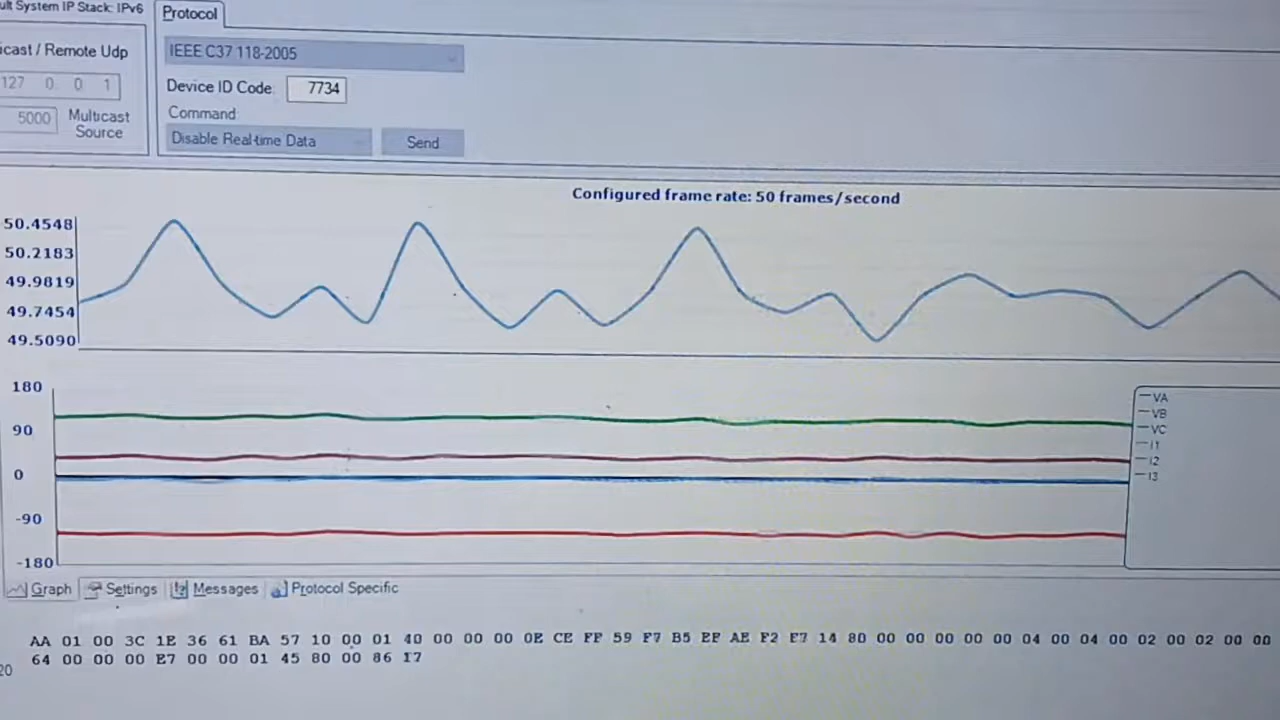 ult System IP Stack: IPv6
Protocol
icast / Remote Udp
IEEE C37.118-2005
127 0 0 1
Device ID Code: 7734
5000 Multicast Source
Command:
Disable Real-time Data Send
Configured frame rate: 50 frames/second
50.4548
50.2183
49.9819
49.7454
49.5090
180
90
0
-90
-180
VA
VB
VC
I1
I2
I3
Graph Settings Messages Protocol Specific
AA 01 00 3C 1E 36 61 BA 57 10 00 01 40 00 00 00 0E CE FF 59 F7 B5 EF AE F2 E7 14 80 00 00 00 00 00 04 00 04 00 02 00 02 00 00
64 00 00 00 E7 00 00 01 45 80 00 86 17
20